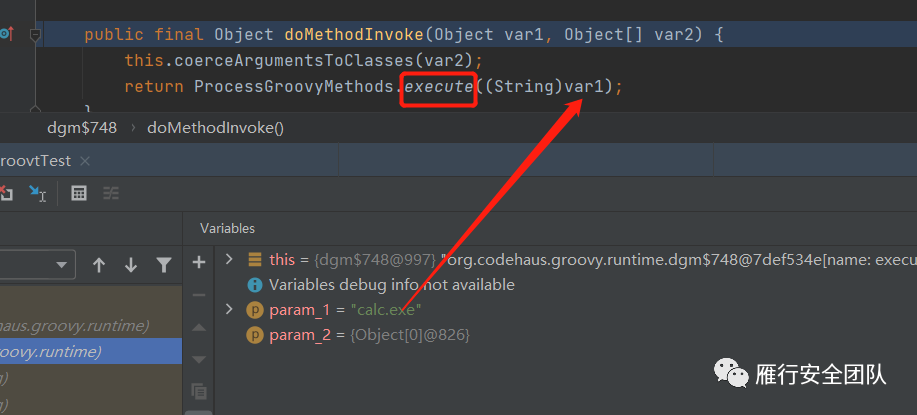 public final Object doMethodInvoke(Object var1, Object[] var2) {
this.coerceArgumentsToClasses(var2);
return ProcessGroovyMethods.execute((String)var1);
}
dgm$748 › doMethodInvoke()
roovtTest ×
Variables
this = {dgm$748@997} "org.codehaus.groovy.runtime.dgm$748@7def534e[name: execu
Variables debug info not available
param_1 = "calc.exe"
param_2 = {Object[0]@826}
haus.groovy.runtime)
oovy.runtime)
g)
g)
雁行安全团队